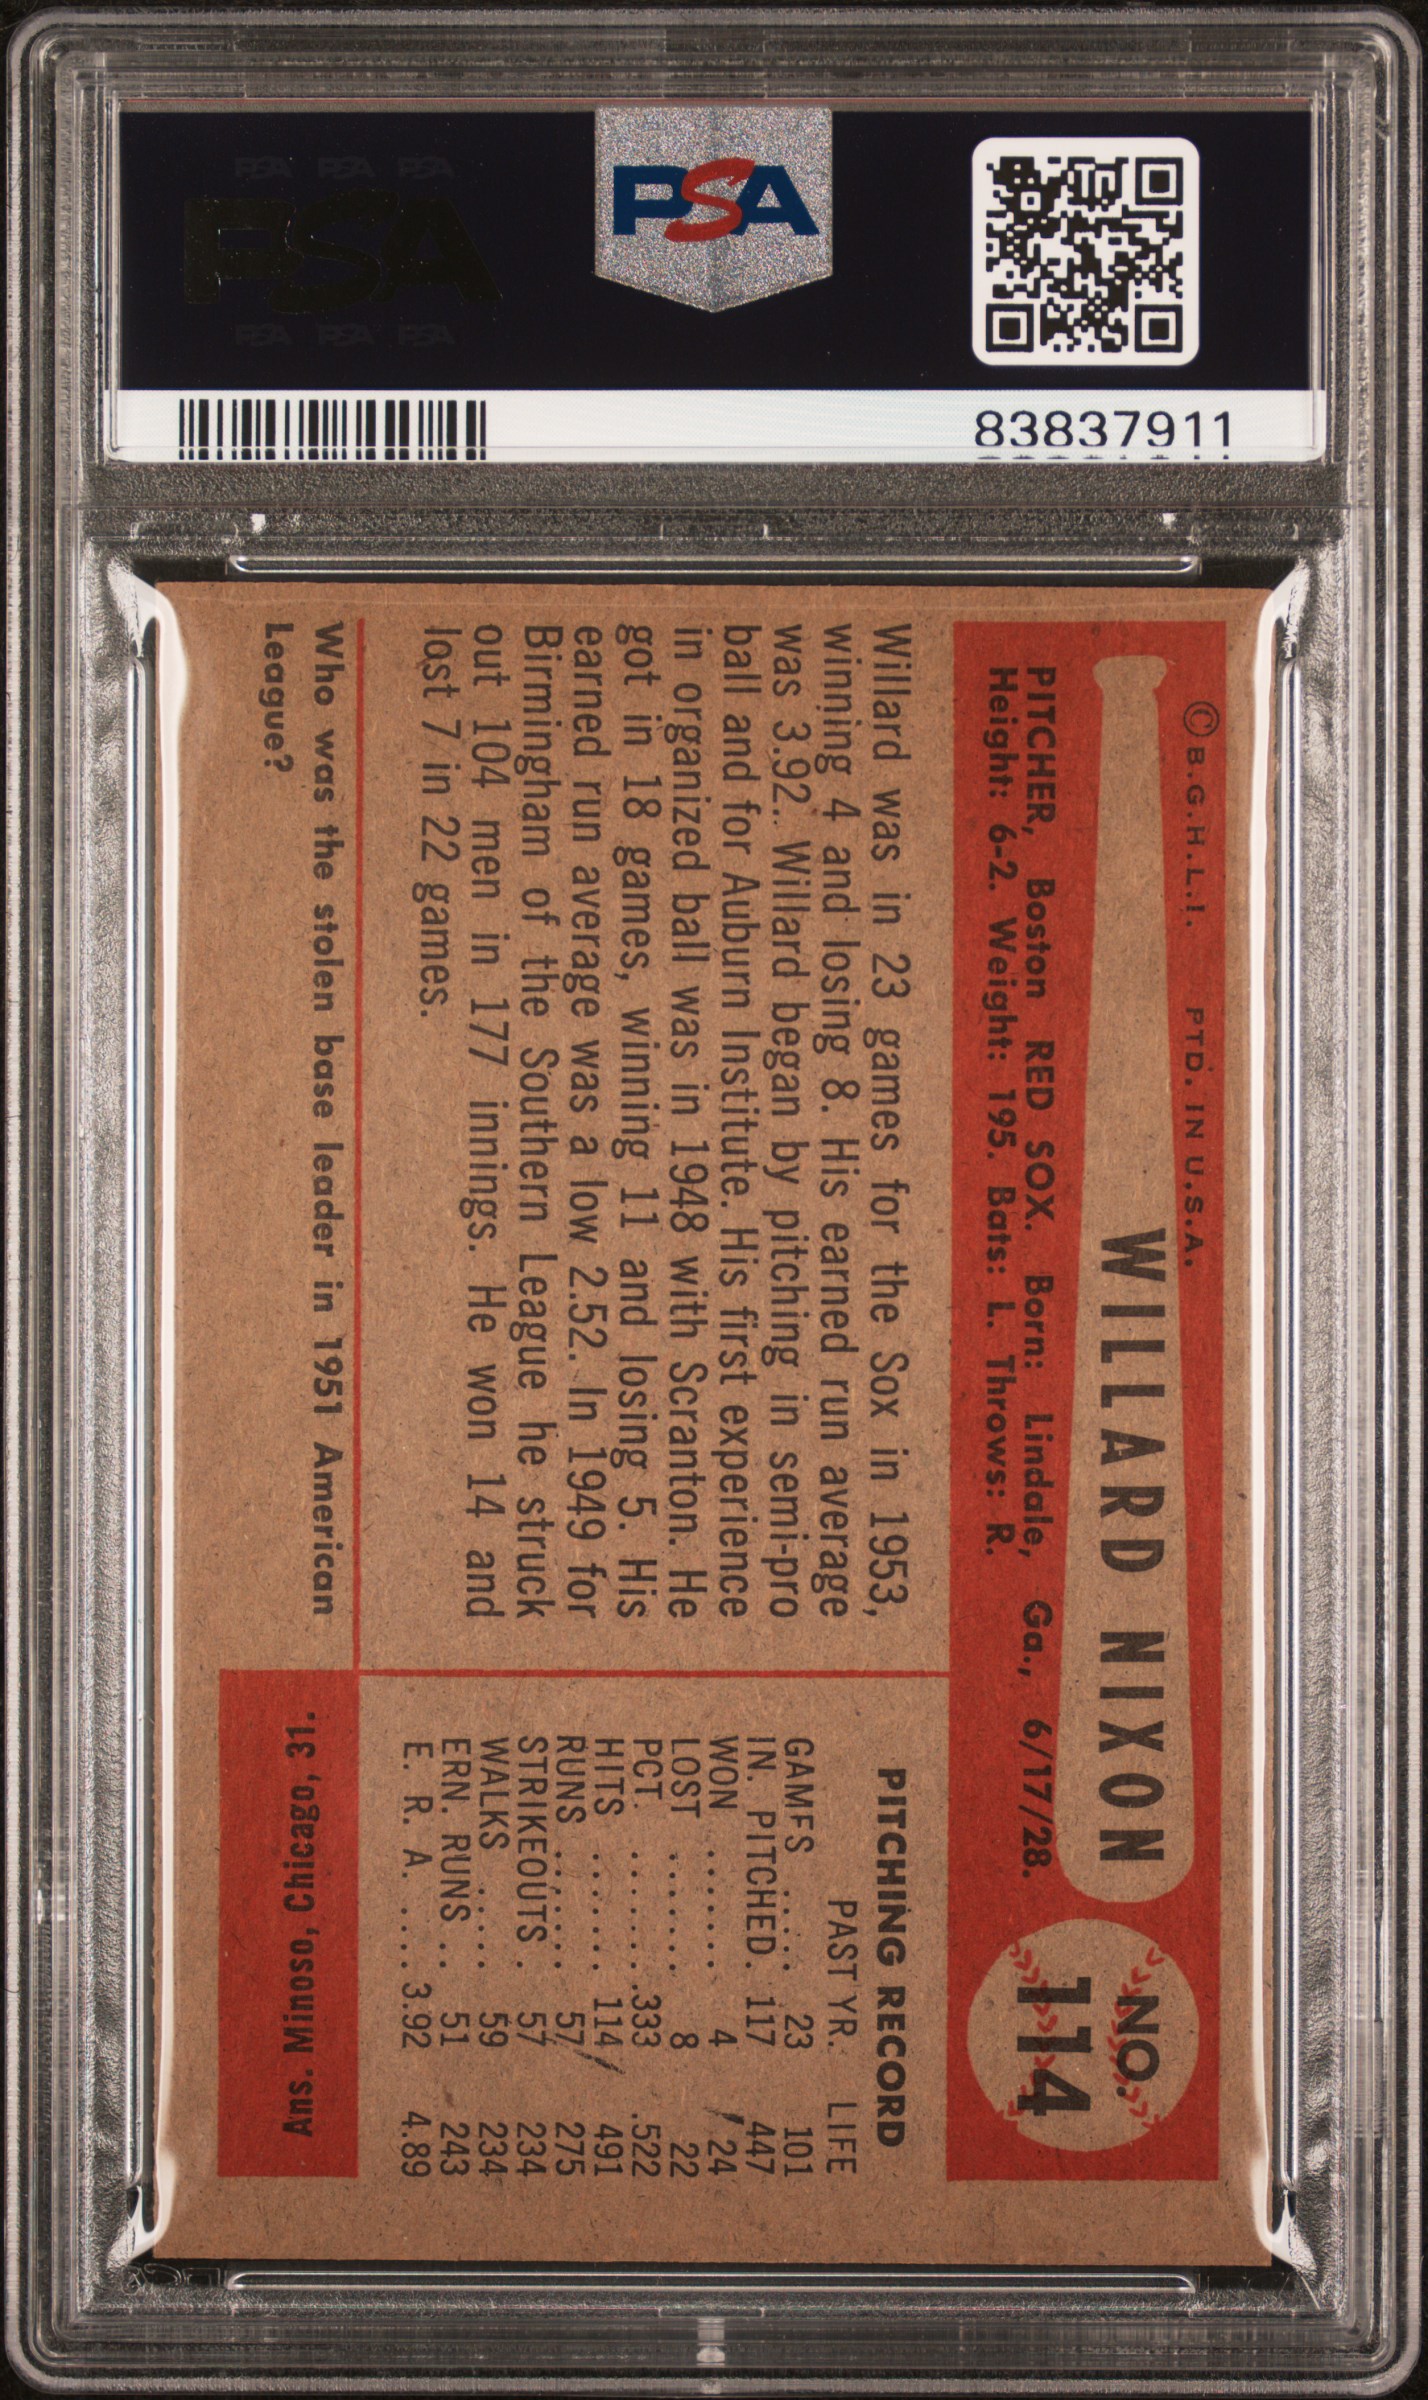 PSA PSA PSA
PSA
PSA PSA PSA
PSA
83837911
© B.G.H.L.I. PTD. IN U.S.A.
WILLARD NIXON
NO.
114
PITCHER, Boston RED SOX. Born: Lindale, Ga., 6/17/28.
Height: 6-2. Weight: 195. Bats: L. Throws: R.
Willard was in 23 games for the Sox in 1953,
winning 4 and losing 8. His earned run average
was 3.92. Willard began by pitching in semi-pro
ball and for Auburn Institute. His first experience
in organized ball was in 1948 with Scranton. He
got in 18 games, winning 11 and losing 5. His
earned run average was a low 2.52. In 1949 for
Birmingham of the Southern League he struck
out 104 men in 177 innings. He won 14 and
lost 7 in 22 games.
PITCHING RECORD
PAST YR. LIFE
GAMES ..... 23 101
IN. PITCHED. 117 447
WON ....... 4 24
LOST ....... 8 22
PCT. ....... .333 .522
HITS ...... 114 491
RUNS ...... 57 275
STRIKEOUTS . 57 234
WALKS .... 59 234
ERN. RUNS .. 51 243
E. R. A. .... 3.92 4.89
Who was the stolen base leader in 1951 American
League?
Ans. Minoso, Chicago, 31.